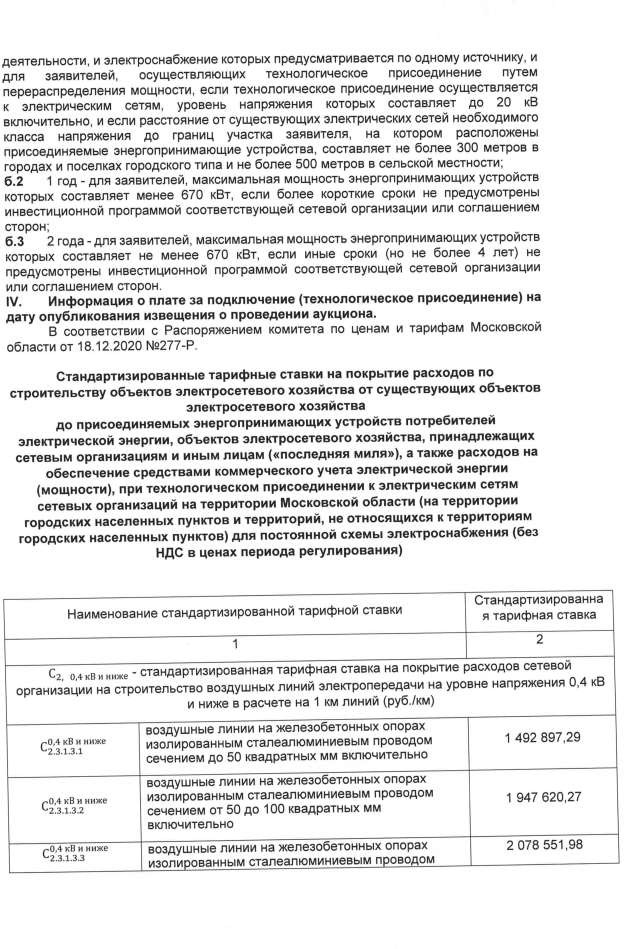 деятельности, и электроснабжение которых предусматривается по одному источнику, и
для заявителей, осуществляющих технологическое присоединение путем
перераспределения мощности, если технологическое присоединение осуществляется
к электрическим сетям, уровень напряжения которых составляет до 20 кВ
включительно, и если расстояние от существующих электрических сетей необходимого
класса напряжения до границ участка заявителя, на котором расположены
присоединяемые энергопринимающие устройства, составляет не более 300 метров в
городах и поселках городского типа и не более 500 метров в сельской местности;
б.2 1 год - для заявителей, максимальная мощность энергопринимающих устройств
которых составляет менее 670 кВт, если более короткие сроки не предусмотрены
инвестиционной программой соответствующей сетевой организации или соглашением
сторон;
б.3 2 года - для заявителей, максимальная мощность энергопринимающих устройств
которых составляет не менее 670 кВт, если иные сроки (но не более 4 лет) не
предусмотрены инвестиционной программой соответствующей сетевой организации
или соглашением сторон.
IV. Информация о плате за подключение (технологическое присоединение) на
дату опубликования извещения о проведении аукциона.
В соответствии с Распоряжением комитета по ценам и тарифам Московской
области от 18.12.2020 №277-Р.
Стандартизированные тарифные ставки на покрытие расходов по
строительству объектов электросетевого хозяйства от существующих объектов
электросетевого хозяйства
до присоединяемых энергопринимающих устройств потребителей
электрической энергии, объектов электросетевого хозяйства, принадлежащих
сетевым организациям и иным лицам («последняя миля»), а также расходов на
обеспечение средствами коммерческого учета электрической энергии
(мощности), при технологическом присоединении к электрическим сетям
сетевых организаций на территории Московской области (на территории
городских населенных пунктов и территорий, не относящихся к территориям
городских населенных пунктов) для постоянной схемы электроснабжения (без
НДС в ценах периода регулирования)
Наименование стандартизированной тарифной ставки
Стандартизированна
я тарифная ставка
1
2
C2, 0,4 кВ и ниже - стандартизированная тарифная ставка на покрытие расходов сетевой
организации на строительство воздушных линий электропередачи на уровне напряжения 0,4 кВ
и ниже в расчете на 1 км линий (руб./км)
C 0,4 кВ и ниже 2.3.1.3.1
воздушные линии на железобетонных опорах
изолированным сталеалюминиевым проводом
сечением до 50 квадратных мм включительно
1 492 897,29
C 0,4 кВ и ниже 2.3.1.3.2
воздушные линии на железобетонных опорах
изолированным сталеалюминиевым проводом
сечением от 50 до 100 квадратных мм
включительно
1 947 620,27
C 0,4 кВ и ниже 2.3.1.3.3
воздушные линии на железобетонных опорах
изолированным сталеалюминиевым проводом
2 078 551,98